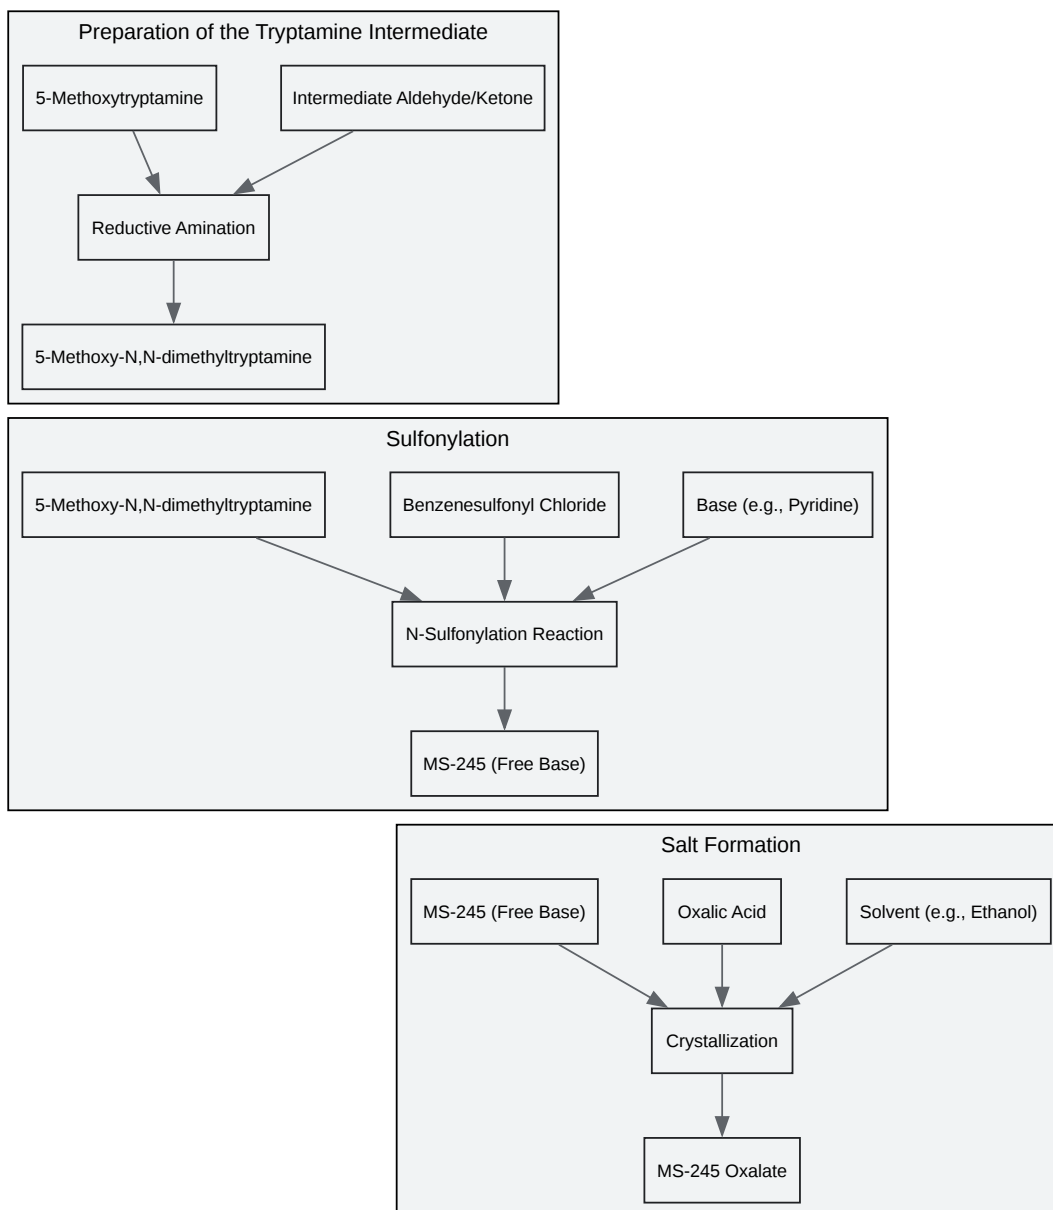 Preparation of the Tryptamine Intermediate
5-Methoxytryptamine
Intermediate Aldehyde/Ketone
Reductive Amination
5-Methoxy-N,N-dimethyltryptamine
Sulfonylation
5-Methoxy-N,N-dimethyltryptamine
Benzenesulfonyl Chloride
Base (e.g., Pyridine)
N-Sulfonylation Reaction
MS-245 (Free Base)
Salt Formation
MS-245 (Free Base)
Oxalic Acid
Solvent (e.g., Ethanol)
Crystallization
MS-245 Oxalate